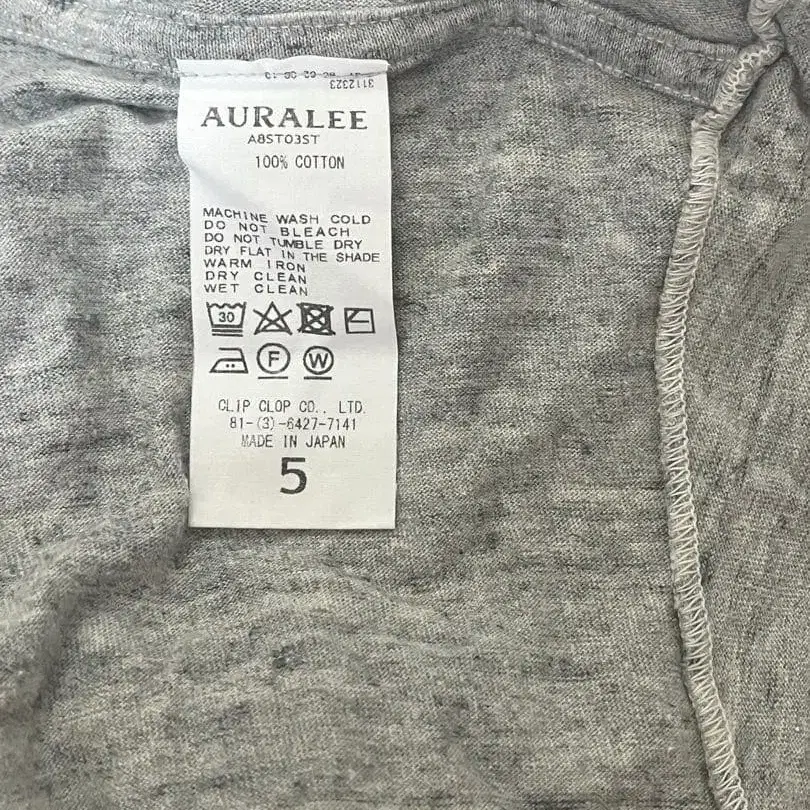 3112323
AURALEE
A8ST03ST
100% COTTON
MACHINE WASH COLD
DO NOT BLEACH
DO NOT TUMBLE DRY
DRY FLAT IN THE SHADE
WARM IRON
DRY CLEAN
WET CLEAN
30
F W
CLIP CLOP CO., LTD.
81-(3)-6427-7141
MADE IN JAPAN
5